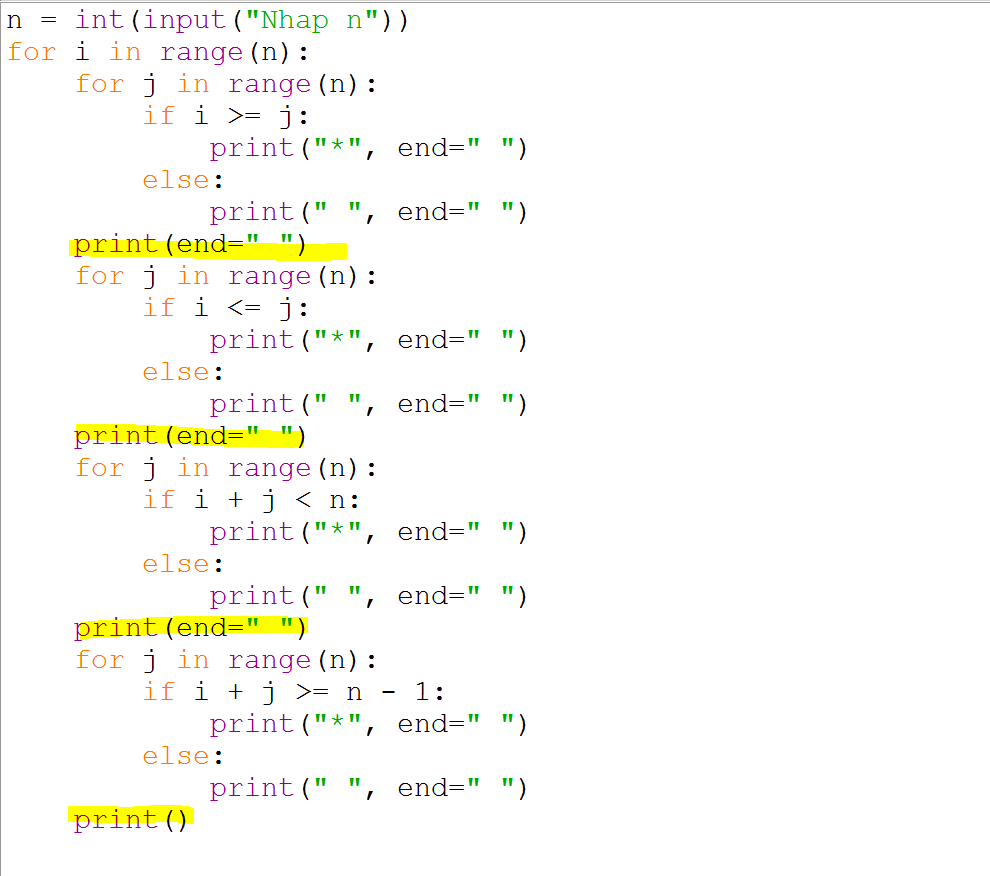 n = int(input("Nhap n"))
for i in range(n):
    for j in range(n):
        if i >= j:
            print("*", end=" ")
        else:
            print(" ", end=" ")
    print(end=" ")
    for j in range(n):
        if i <= j:
            print("*", end=" ")
        else:
            print(" ", end=" ")
    print(end=" ")
    for j in range(n):
        if i + j < n:
            print("*", end=" ")
        else:
            print(" ", end=" ")
    print(end=" ")
    for j in range(n):
        if i + j >= n - 1:
            print("*", end=" ")
        else:
            print(" ", end=" ")
    print()